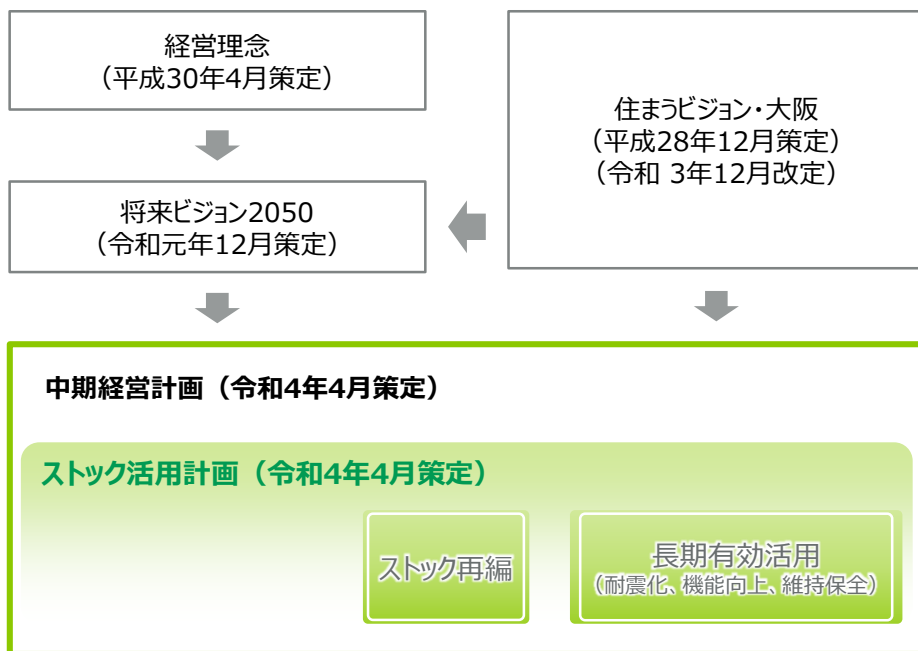 経営理念
（平成30年4月策定）
住まうビジョン・大阪
（平成28年12月策定）
（令和 3年12月改定）
将来ビジョン2050
（令和元年12月策定）
中期経営計画（令和4年4月策定）
ストック活用計画（令和4年4月策定）
ストック再編
長期有効活用
（耐震化、機能向上、維持保全）